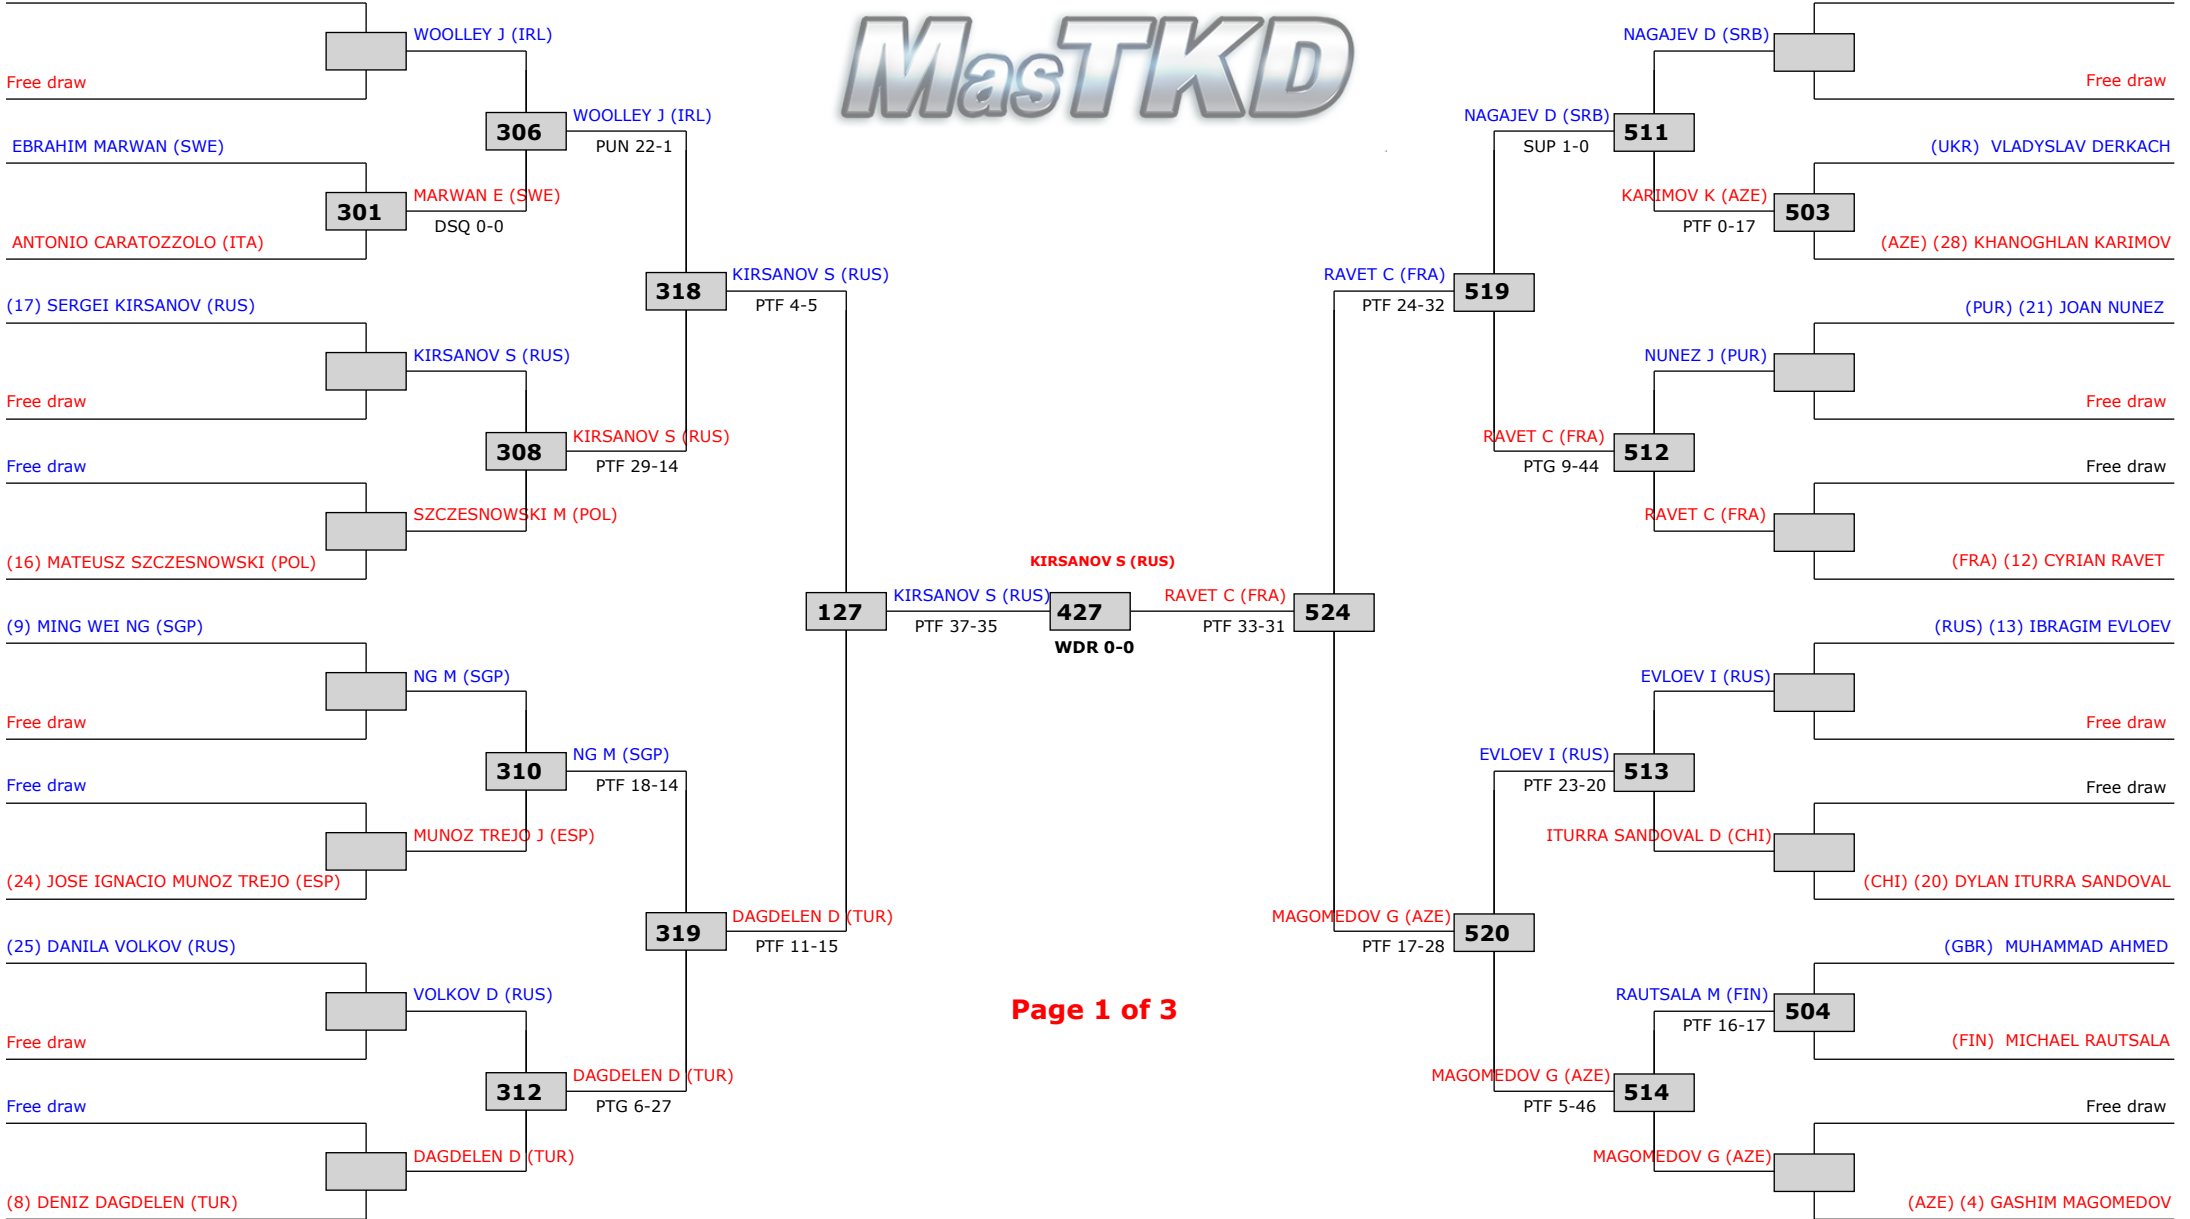 MasTKD
WOOLLEY J (IRL)
Free draw
306
WOOLLEY J (IRL)
PUN 22-1
EBRAHIM MARWAN (SWE)
301
MARWAN E (SWE)
DSQ 0-0
ANTONIO CARATOZZOLO (ITA)
318
KIRSANOV S (RUS)
PTF 4-5
(17) SERGEI KIRSANOV (RUS)
KIRSANOV S (RUS)
Free draw
308
KIRSANOV S (RUS)
PTF 29-14
Free draw
SZCZESNOWSKI M (POL)
(16) MATEUSZ SZCZESNOWSKI (POL)
127
KIRSANOV S (RUS)
PTF 37-35
(9) MING WEI NG (SGP)
NG M (SGP)
Free draw
310
NG M (SGP)
PTF 18-14
Free draw
MUNOZ TREJO J (ESP)
(24) JOSE IGNACIO MUNOZ TREJO (ESP)
319
DAGDELEN D (TUR)
PTF 11-15
(25) DANILA VOLKOV (RUS)
VOLKOV D (RUS)
Free draw
312
DAGDELEN D (TUR)
PTG 6-27
Free draw
DAGDELEN D (TUR)
(8) DENIZ DAGDELEN (TUR)
KIRSANOV S (RUS)
427
WDR 0-0
Page 1 of 3
NAGAJEV D (SRB)
Free draw
NAGAJEV D (SRB)
511
SUP 1-0
(UKR) VLADYSLAV DERKACH
KARIMOV K (AZE)
503
PTF 0-17
(AZE) (28) KHANOGHLAN KARIMOV
RAVET C (FRA)
519
PTF 24-32
(PUR) (21) JOAN NUNEZ
NUNEZ J (PUR)
Free draw
RAVET C (FRA)
512
PTG 9-44
Free draw
RAVET C (FRA)
(FRA) (12) CYRIAN RAVET
RAVET C (FRA)
524
PTF 33-31
(RUS) (13) IBRAGIM EVLOEV
EVLOEV I (RUS)
Free draw
EVLOEV I (RUS)
513
PTF 23-20
Free draw
ITURRA SANDOVAL D (CHI)
(CHI) (20) DYLAN ITURRA SANDOVAL
MAGOMEDOV G (AZE)
520
PTF 17-28
(GBR) MUHAMMAD AHMED
RAUTSALA M (FIN)
504
PTF 16-17
(FIN) MICHAEL RAUTSALA
MAGOMEDOV G (AZE)
514
PTF 5-46
Free draw
MAGOMEDOV G (AZE)
(AZE) (4) GASHIM MAGOMEDOV